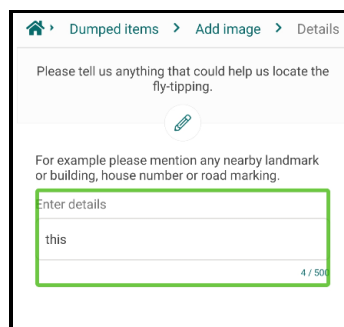 Dumped items > Add image > Details
Please tell us anything that could help us locate the
fly-tipping.
For example please mention any nearby landmark
or building, house number or road marking.
Enter details
this
4 / 500